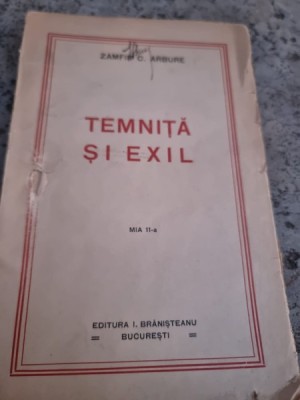 ZAMFIR C. ARBURE
TEMNIȚĂ
ȘI EXIL
MIA II-a
EDITURA I. BRĂNIȘTEANU
BUCUREȘTI